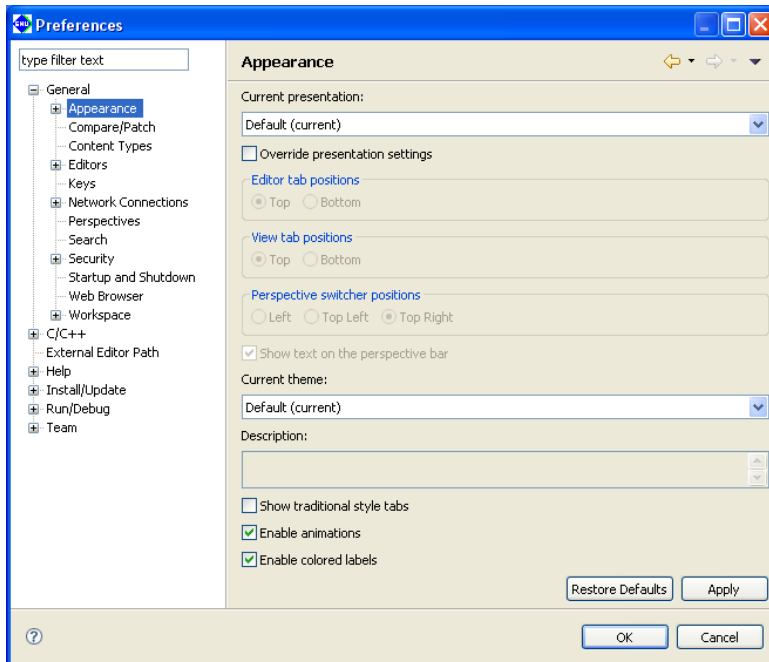 Preferences
type filter text
General
Appearance
Compare/Patch
Content Types
Editors
Keys
Network Connections
Perspectives
Search
Security
Startup and Shutdown
Web Browser
Workspace
C/C++
External Editor Path
Help
Install/Update
Run/Debug
Team
Appearance
Current presentation:
Default (current)
Override presentation settings
Editor tab positions
Top Bottom
View tab positions
Top Bottom
Perspective switcher positions
Left Top Left Top Right
Show text on the perspective bar
Current theme:
Default (current)
Description:
Show traditional style tabs
Enable animations
Enable colored labels
Restore Defaults Apply
? OK Cancel